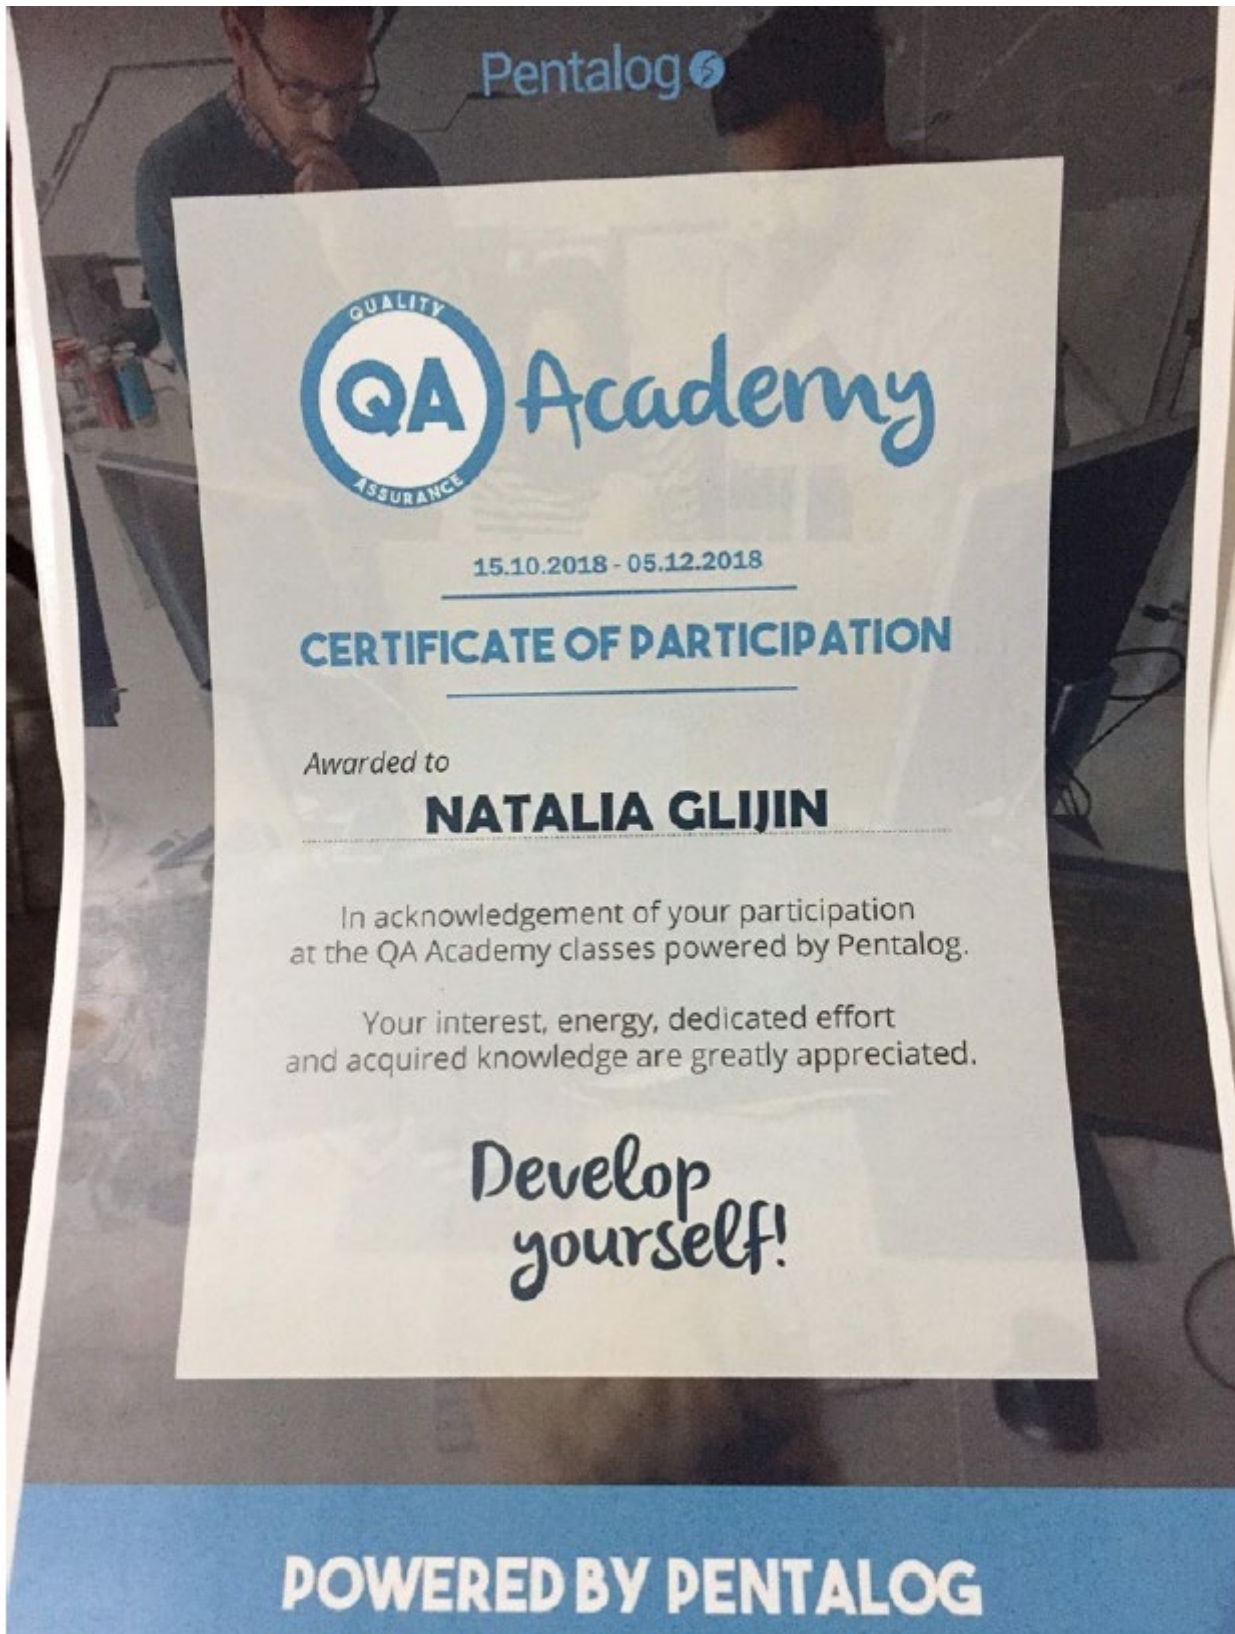 Pentalog
QUALITY
QA Academy
ASSURANCE
15.10.2018 - 05.12.2018
CERTIFICATE OF PARTICIPATION
Awarded to
NATALIA GLIJIN
In acknowledgement of your participation
at the QA Academy classes powered by Pentalog.
Your interest, energy, dedicated effort
and acquired knowledge are greatly appreciated.
Develop
yourself!
POWERED BY PENTALOG